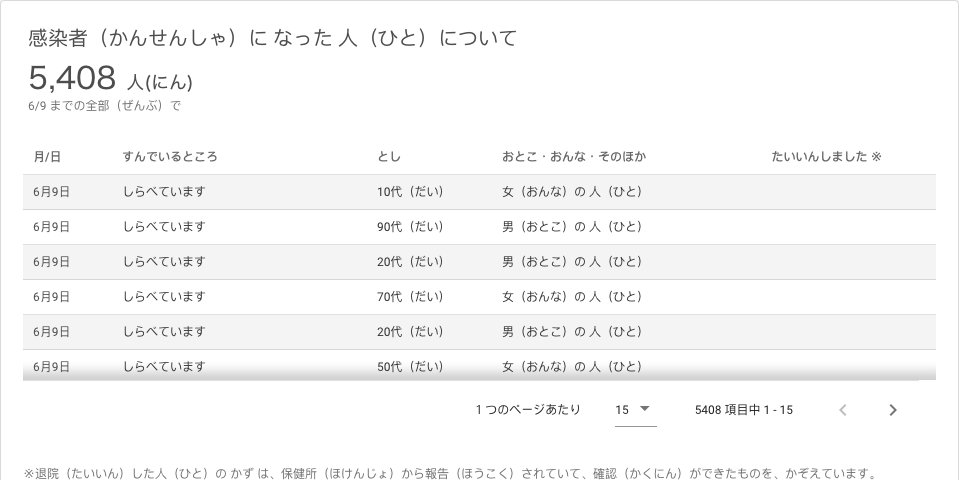 感染者（かんせんしゃ）に なった 人（ひと）について
5,408 人(にん)
6/9 までの全部（ぜんぶ）で
月/日 すんでいるところ とし おとこ・おんな・そのほか たいいんしました ※
6月9日 しらべています 10代（だい） 女（おんな）の 人（ひと）
6月9日 しらべています 90代（だい） 男（おとこ）の 人（ひと）
6月9日 しらべています 20代（だい） 男（おとこ）の 人（ひと）
6月9日 しらべています 70代（だい） 女（おんな）の 人（ひと）
6月9日 しらべています 20代（だい） 男（おとこ）の 人（ひと）
6月9日 しらべています 50代（だい） 女（おんな）の 人（ひと）
1 つのページあたり 15 5408 項目中 1 - 15
※退院（たいいん）した 人（ひと）の かず は、保健所（ほけんじょ）から 報告（ほうこく）されていて、確認（かくにん）ができたものを、かぞえています。